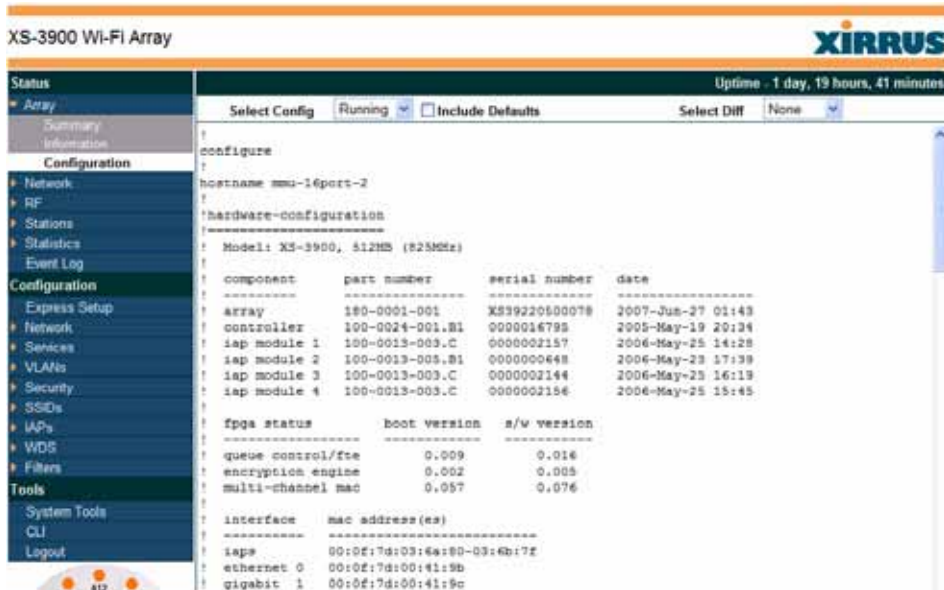 XS-3900 Wi-Fi Array
XIRRUS
Status
Uptime - 1 day, 19 hours, 41 minutes
Array
Summary
Information
Configuration
Network
RF
Stations
Statistics
Event Log
Configuration
Express Setup
Network
Services
VLANs
Security
SSIDs
IAPs
WDS
Filters
Tools
System Tools
CLI
Logout
A12
Select Config Running Include Defaults Select Diff None
!
configure
!
hostname mmu-16port-2
!
!hardware-configuration
!======================
! Model: XS-3900, 512MB (825MHz)
!
! component part number serial number date
! --------- --------------- ------------- -----------------
! array 180-0001-001 XS39220500078 2007-Jun-27 01:43
! controller 100-0024-001.B1 0000016795 2005-May-19 20:34
! iap module 1 100-0013-003.C 0000002157 2006-May-25 14:28
! iap module 2 100-0013-005.B1 0000000648 2006-May-23 17:39
! iap module 3 100-0013-003.C 0000002144 2006-May-25 16:19
! iap module 4 100-0013-003.C 0000002156 2006-May-25 15:45
!
! fpga status boot version s/w version
! ----------------- ------------ -----------
! queue control/fte 0.009 0.016
! encryption engine 0.002 0.005
! multi-channel mac 0.057 0.076
!
! interface mac address(es)
! ---------- --------------------------
! iaps 00:0f:7d:03:6a:80-03:6b:7f
! ethernet 0 00:0f:7d:00:41:9b
! gigabit 1 00:0f:7d:00:41:9c